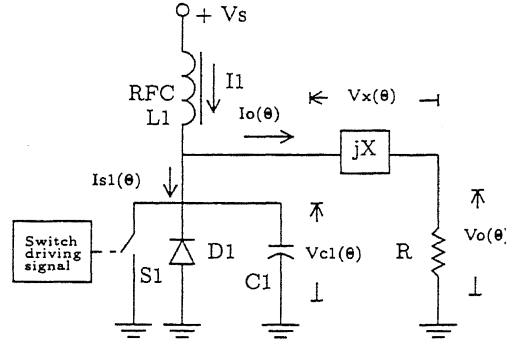 + Vs
RFC
L1
I1
Io(θ)
Vx(θ)
jX
Is1(θ)
Switch
driving
signal
S1
D1
C1
Vc1(θ)
R
Vo(θ)